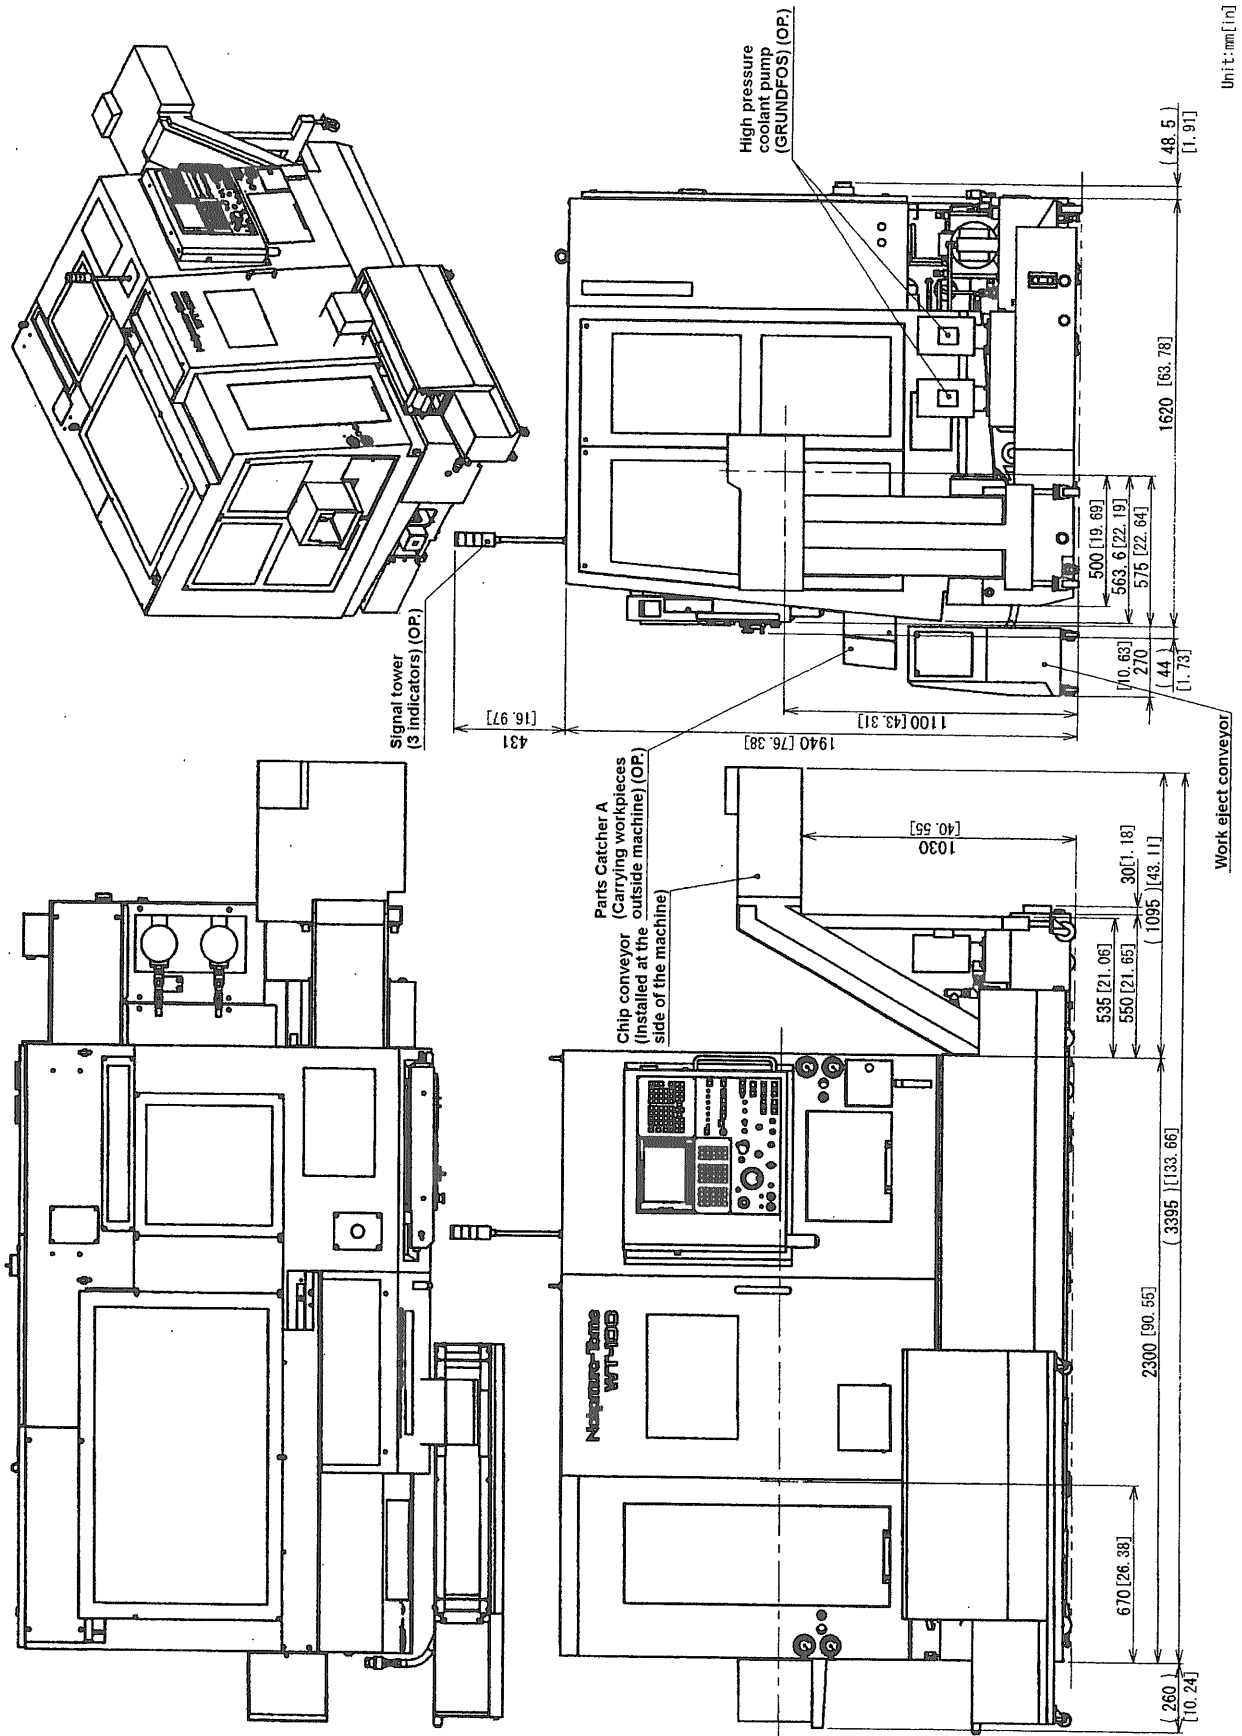 Unit:mm[in]
High pressure
coolant pump
(GRUNDFOS) (OP.)
Signal tower
(3 indicators) (OP.)
431
[16.97]
1940 [76.38]
1100 [43.31]
( 48.5 )
[1.91]
1620 [63.78]
500 [19.69]
563.6 [22.19]
575 [22.64]
270
[10.63]
( 44 )
[1.73]
Work eject conveyor
Parts Catcher A
(Carrying workpieces
outside machine) (OP.)
Chip conveyor
(Installed at the
side of the machine)
1030
[40.55]
30[1.18]
535 [21.06]
550 [21.65]
( 1095 )[43.11]
( 3395 )[133.66]
2300 [90.55]
670 [26.38]
( 260 )
[10.24]
Nakamura-Tome
WT-100